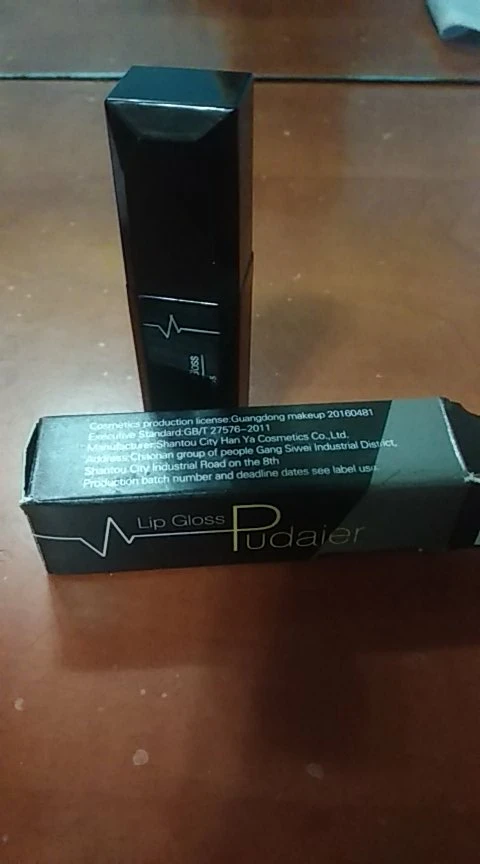 Gloss
Cosmetics production license:Guangdong makeup 20160481
Executive Standard:GB/T 27576-2011
Manufacturer:Shantou City Han Ya Cosmetics Co.,Ltd.
Address:Chaonan group of people Gang Siwei Industrial District,
Shaotou City Industrial Road on the 8th
Production batch number and deadline dates see label
Lip Gloss Pudaier